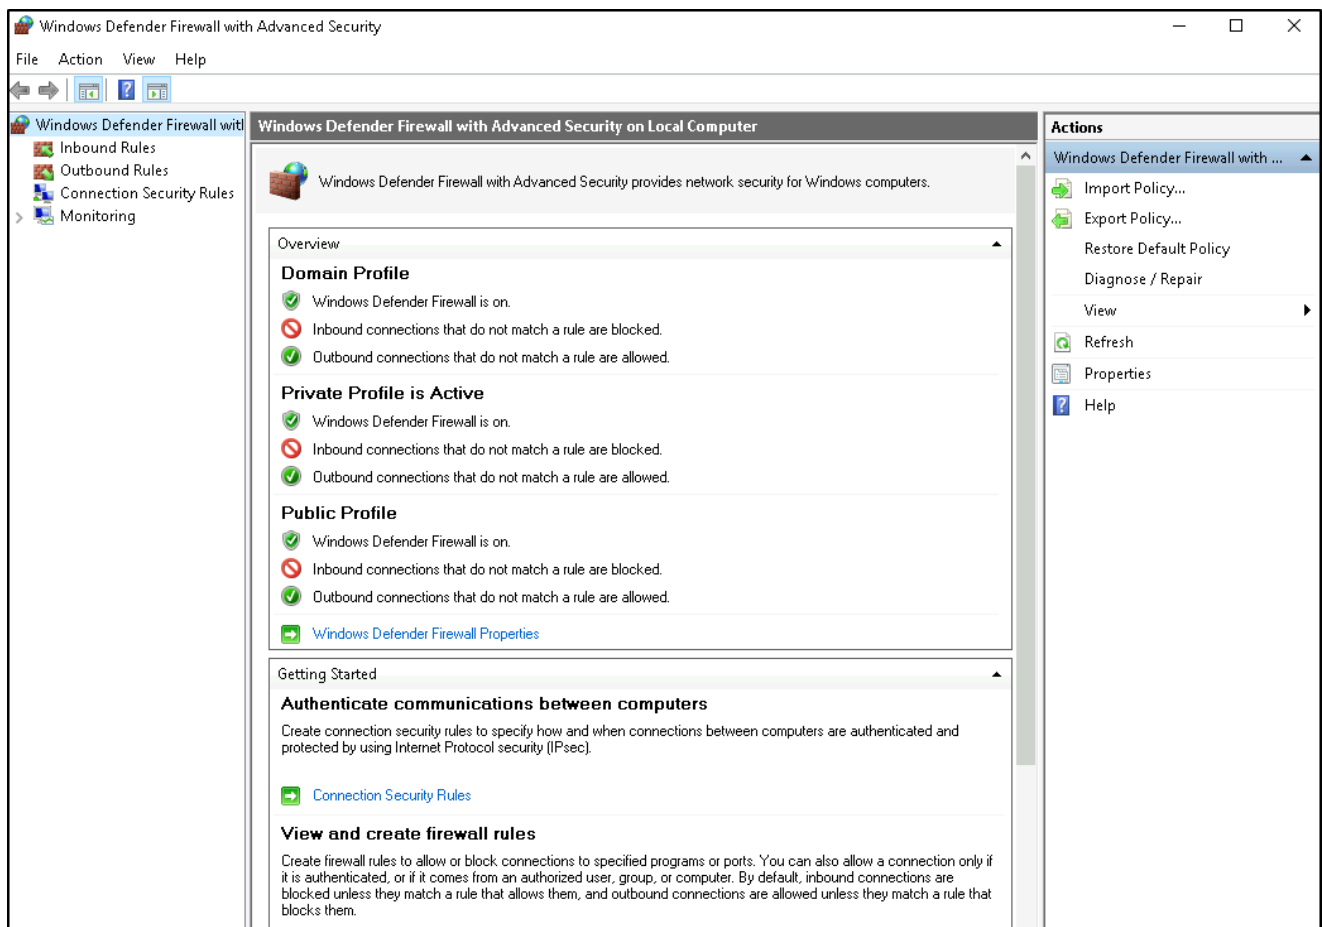 Windows Defender Firewall with Advanced Security
File Action View Help
Windows Defender Firewall with
Inbound Rules
Outbound Rules
Connection Security Rules
Monitoring
Windows Defender Firewall with Advanced Security on Local Computer
Windows Defender Firewall with Advanced Security provides network security for Windows computers.
Overview
Domain Profile
Windows Defender Firewall is on.
Inbound connections that do not match a rule are blocked.
Outbound connections that do not match a rule are allowed.
Private Profile is Active
Windows Defender Firewall is on.
Inbound connections that do not match a rule are blocked.
Outbound connections that do not match a rule are allowed.
Public Profile
Windows Defender Firewall is on.
Inbound connections that do not match a rule are blocked.
Outbound connections that do not match a rule are allowed.
Windows Defender Firewall Properties
Getting Started
Authenticate communications between computers
Create connection security rules to specify how and when connections between computers are authenticated and
protected by using Internet Protocol security (IPsec).
Connection Security Rules
View and create firewall rules
Create firewall rules to allow or block connections to specified programs or ports. You can also allow a connection only if
it is authenticated, or if it comes from an authorized user, group, or computer. By default, inbound connections are
blocked unless they match a rule that allows them, and outbound connections are allowed unless they match a rule that
blocks them.
Actions
Windows Defender Firewall with ...
Import Policy...
Export Policy...
Restore Default Policy
Diagnose / Repair
View
Refresh
Properties
Help